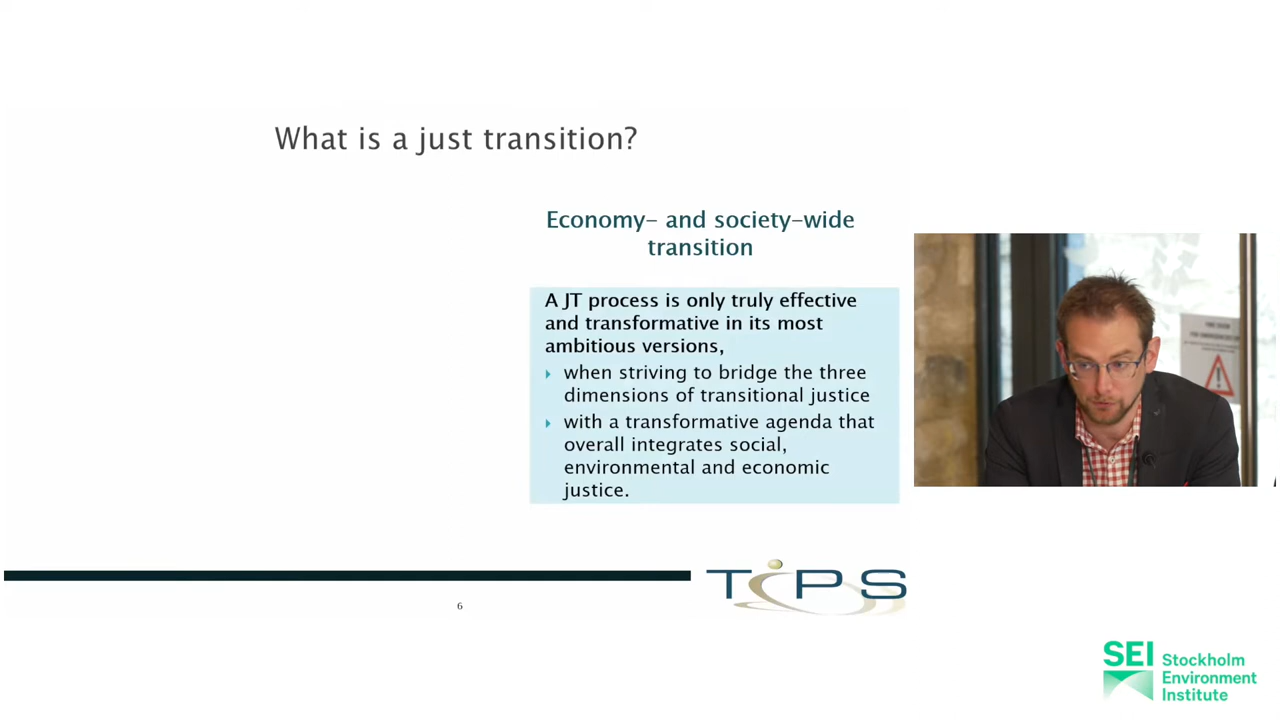 What is a just transition?
Economy- and society-wide
transition
A JT process is only truly effective
and transformative in its most
ambitious versions,
when striving to bridge the three
dimensions of transitional justice
with a transformative agenda that
overall integrates social,
environmental and economic
justice.
TiPS
6
SEI Stockholm
Environment
Institute